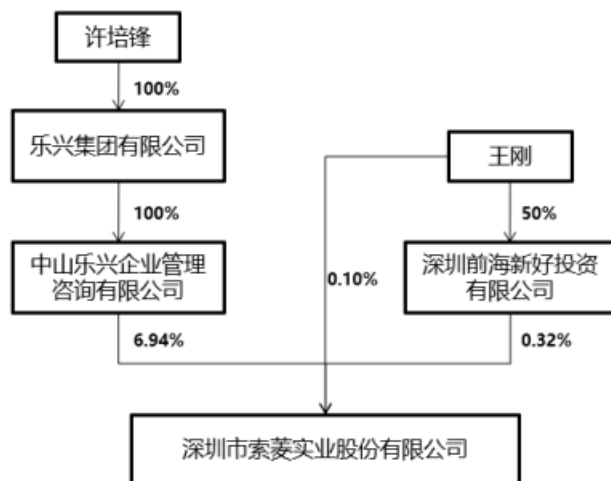 许培锋
100%
乐兴集团有限公司
王刚
100%
50%
中山乐兴企业管理
咨询有限公司
0.10%
深圳前海新好投资
有限公司
6.94%
0.32%
深圳市索菱实业股份有限公司